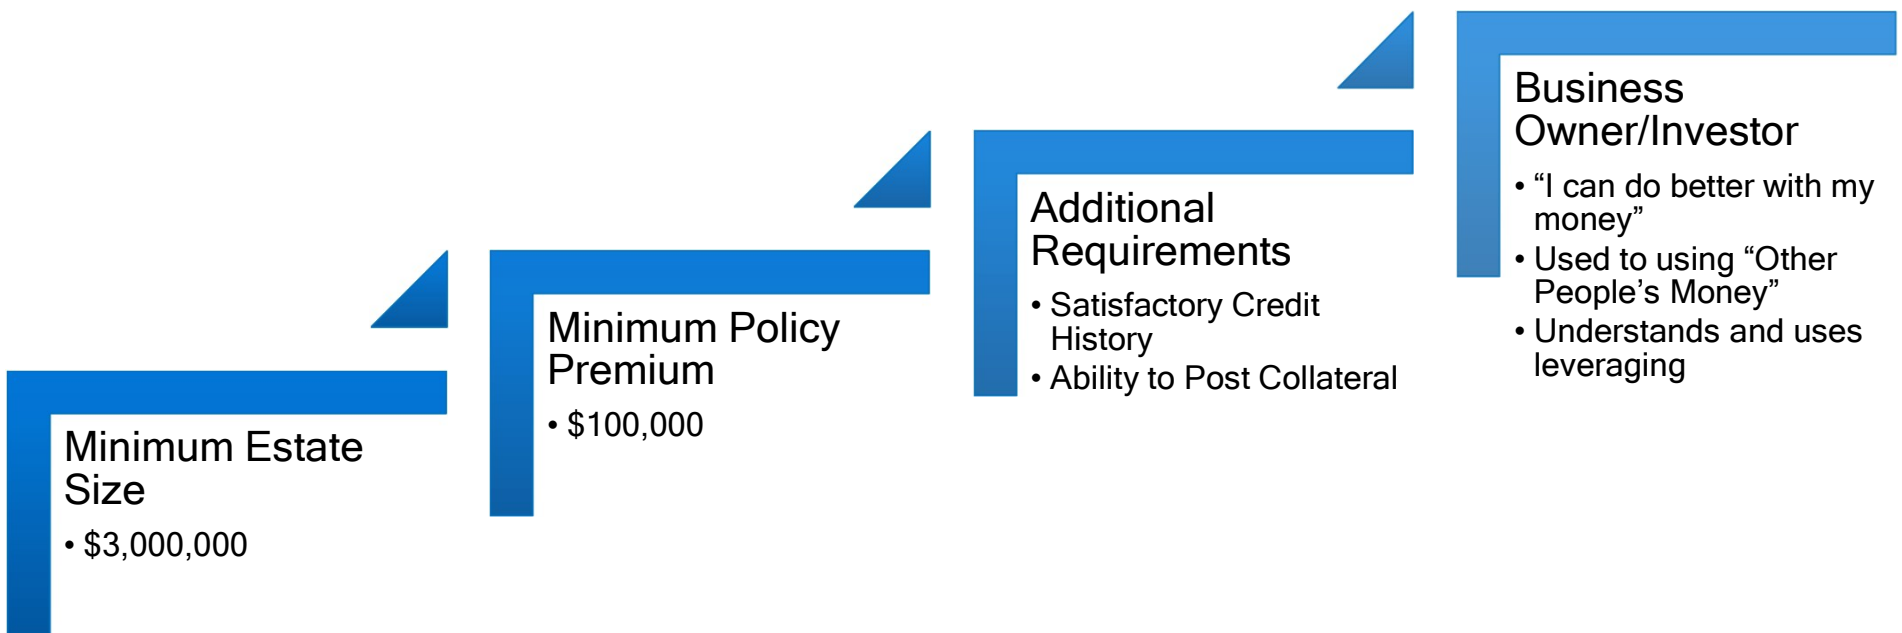 Minimum Estate
Size
• $3,000,000
Minimum Policy
Premium
• $100,000
Additional
Requirements
• Satisfactory Credit
History
• Ability to Post Collateral
Business
Owner/Investor
• “I can do better with my
money”
• Used to using “Other
People’s Money”
• Understands and uses
leveraging